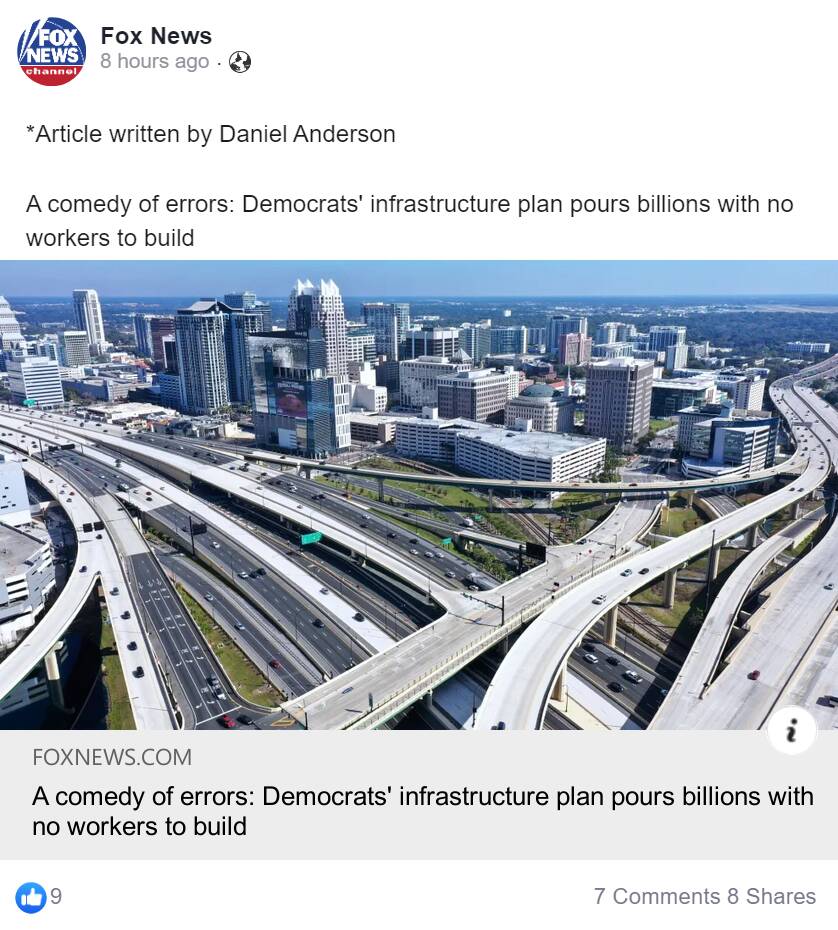 FOX
NEWS
channel
Fox News
8 hours ago ·
*Article written by Daniel Anderson
A comedy of errors: Democrats' infrastructure plan pours billions with no
workers to build
i
FOXNEWS.COM
A comedy of errors: Democrats' infrastructure plan pours billions with
no workers to build
9
7 Comments 8 Shares